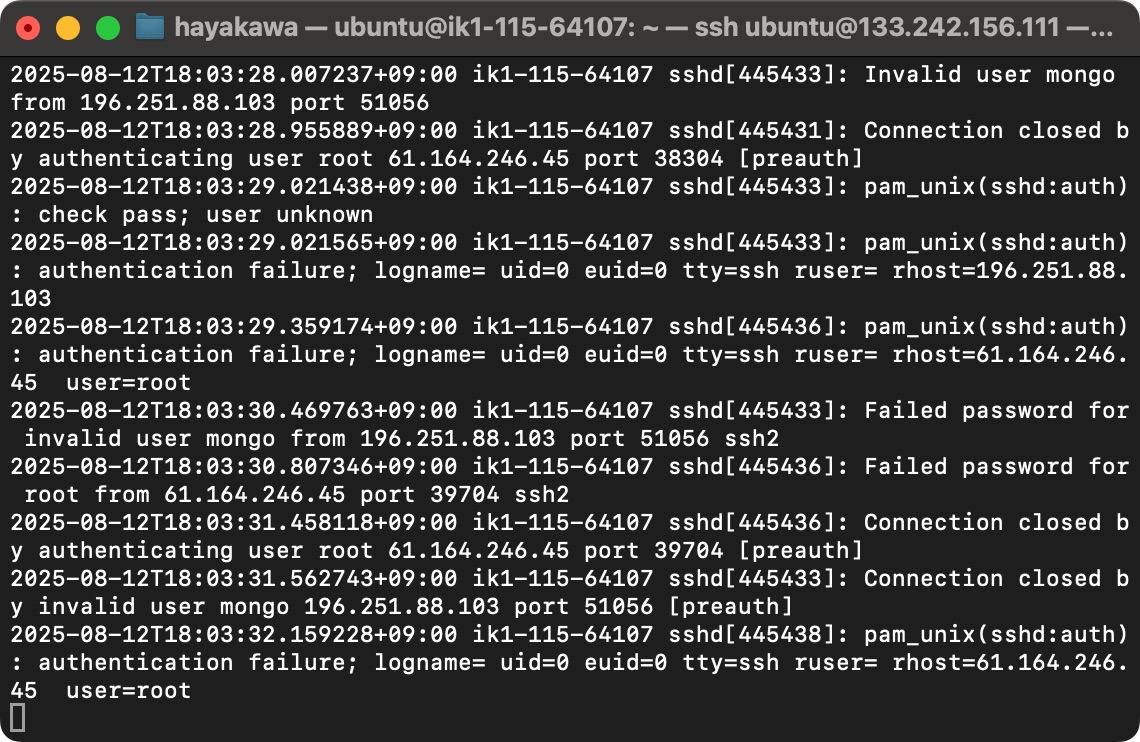 hayakawa — ubuntu@ik1-115-64107: ~ — ssh ubuntu@133.242.156.111 —...
2025-08-12T18:03:28.007237+09:00 ik1-115-64107 sshd[445433]: Invalid user mongo
from 196.251.88.103 port 51056
2025-08-12T18:03:28.955889+09:00 ik1-115-64107 sshd[445431]: Connection closed b
y authenticating user root 61.164.246.45 port 38304 [preauth]
2025-08-12T18:03:29.021438+09:00 ik1-115-64107 sshd[445433]: pam_unix(sshd:auth)
: check pass; user unknown
2025-08-12T18:03:29.021565+09:00 ik1-115-64107 sshd[445433]: pam_unix(sshd:auth)
: authentication failure; logname= uid=0 euid=0 tty=ssh ruser= rhost=196.251.88.
103
2025-08-12T18:03:29.359174+09:00 ik1-115-64107 sshd[445436]: pam_unix(sshd:auth)
: authentication failure; logname= uid=0 euid=0 tty=ssh ruser= rhost=61.164.246.
45  user=root
2025-08-12T18:03:30.469763+09:00 ik1-115-64107 sshd[445433]: Failed password for
 invalid user mongo from 196.251.88.103 port 51056 ssh2
2025-08-12T18:03:30.807346+09:00 ik1-115-64107 sshd[445436]: Failed password for
 root from 61.164.246.45 port 39704 ssh2
2025-08-12T18:03:31.458118+09:00 ik1-115-64107 sshd[445436]: Connection closed b
y authenticating user root 61.164.246.45 port 39704 [preauth]
2025-08-12T18:03:31.562743+09:00 ik1-115-64107 sshd[445433]: Connection closed b
y invalid user mongo 196.251.88.103 port 51056 [preauth]
2025-08-12T18:03:32.159228+09:00 ik1-115-64107 sshd[445438]: pam_unix(sshd:auth)
: authentication failure; logname= uid=0 euid=0 tty=ssh ruser= rhost=61.164.246.
45  user=root